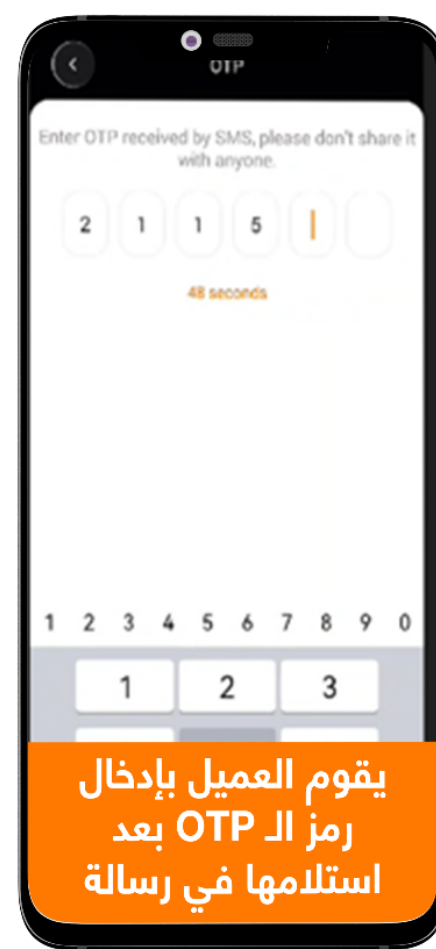 OTP
Enter OTP received by SMS, please don't share it
with anyone.
2 1 1 5
48 seconds
1 2 3 4 5 6 7 8 9 0
1 2 3
يقوم العميل بإدخال
رمز الـ OTP بعد
استلامها في رسالة